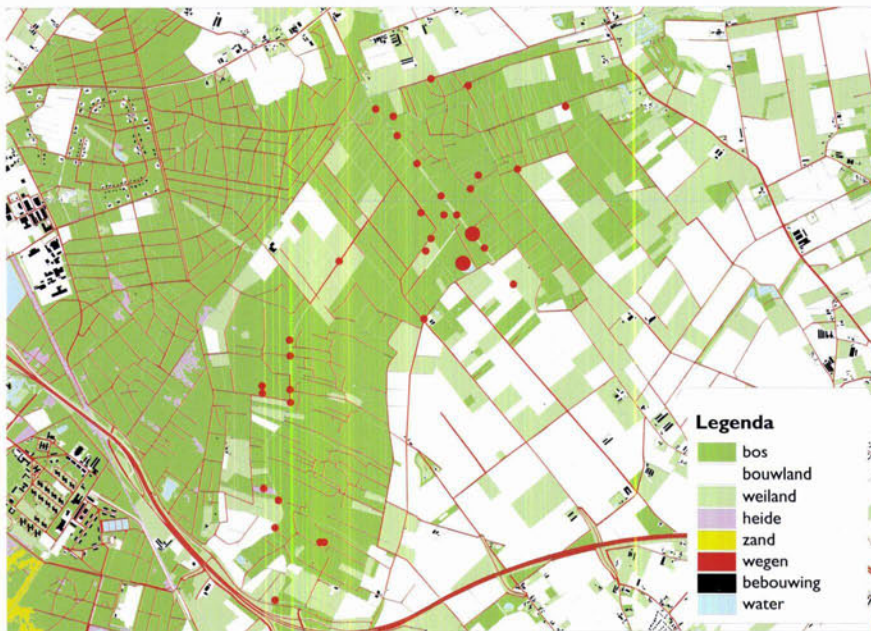 Legenda
bos
bouwland
weiland
heide
zand
wegen
bebouwing
water